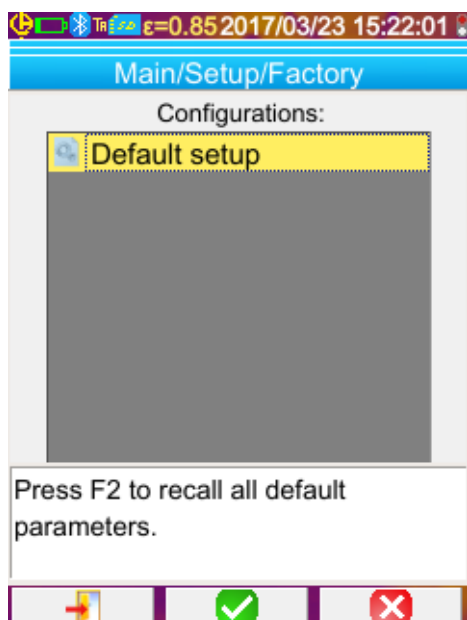 ε=0.85 2017/03/23 15:22:01
Main/Setup/Factory
Configurations:
Default setup
Press F2 to recall all default
parameters.